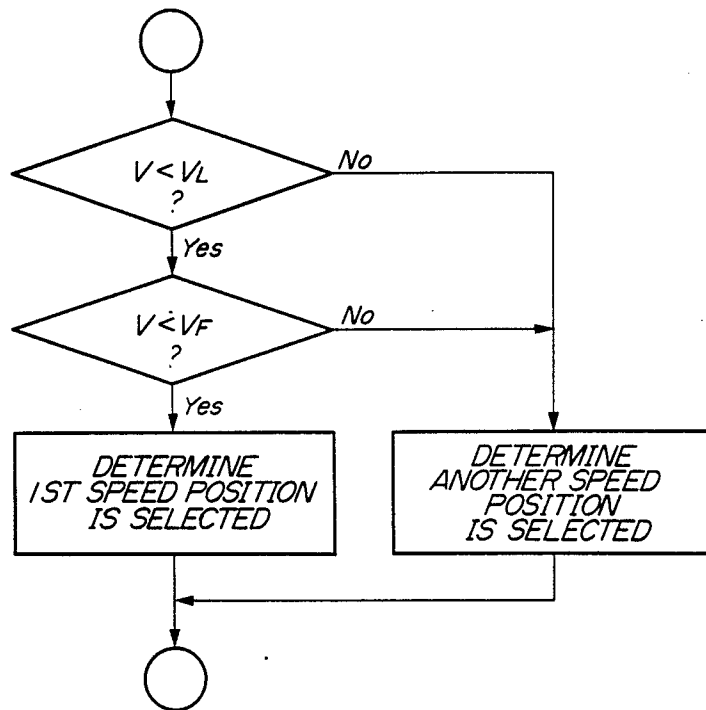 V < VL
?
No
Yes
V < VF
?
No
Yes
DETERMINE
1ST SPEED POSITION
IS SELECTED
DETERMINE
ANOTHER SPEED
POSITION
IS SELECTED